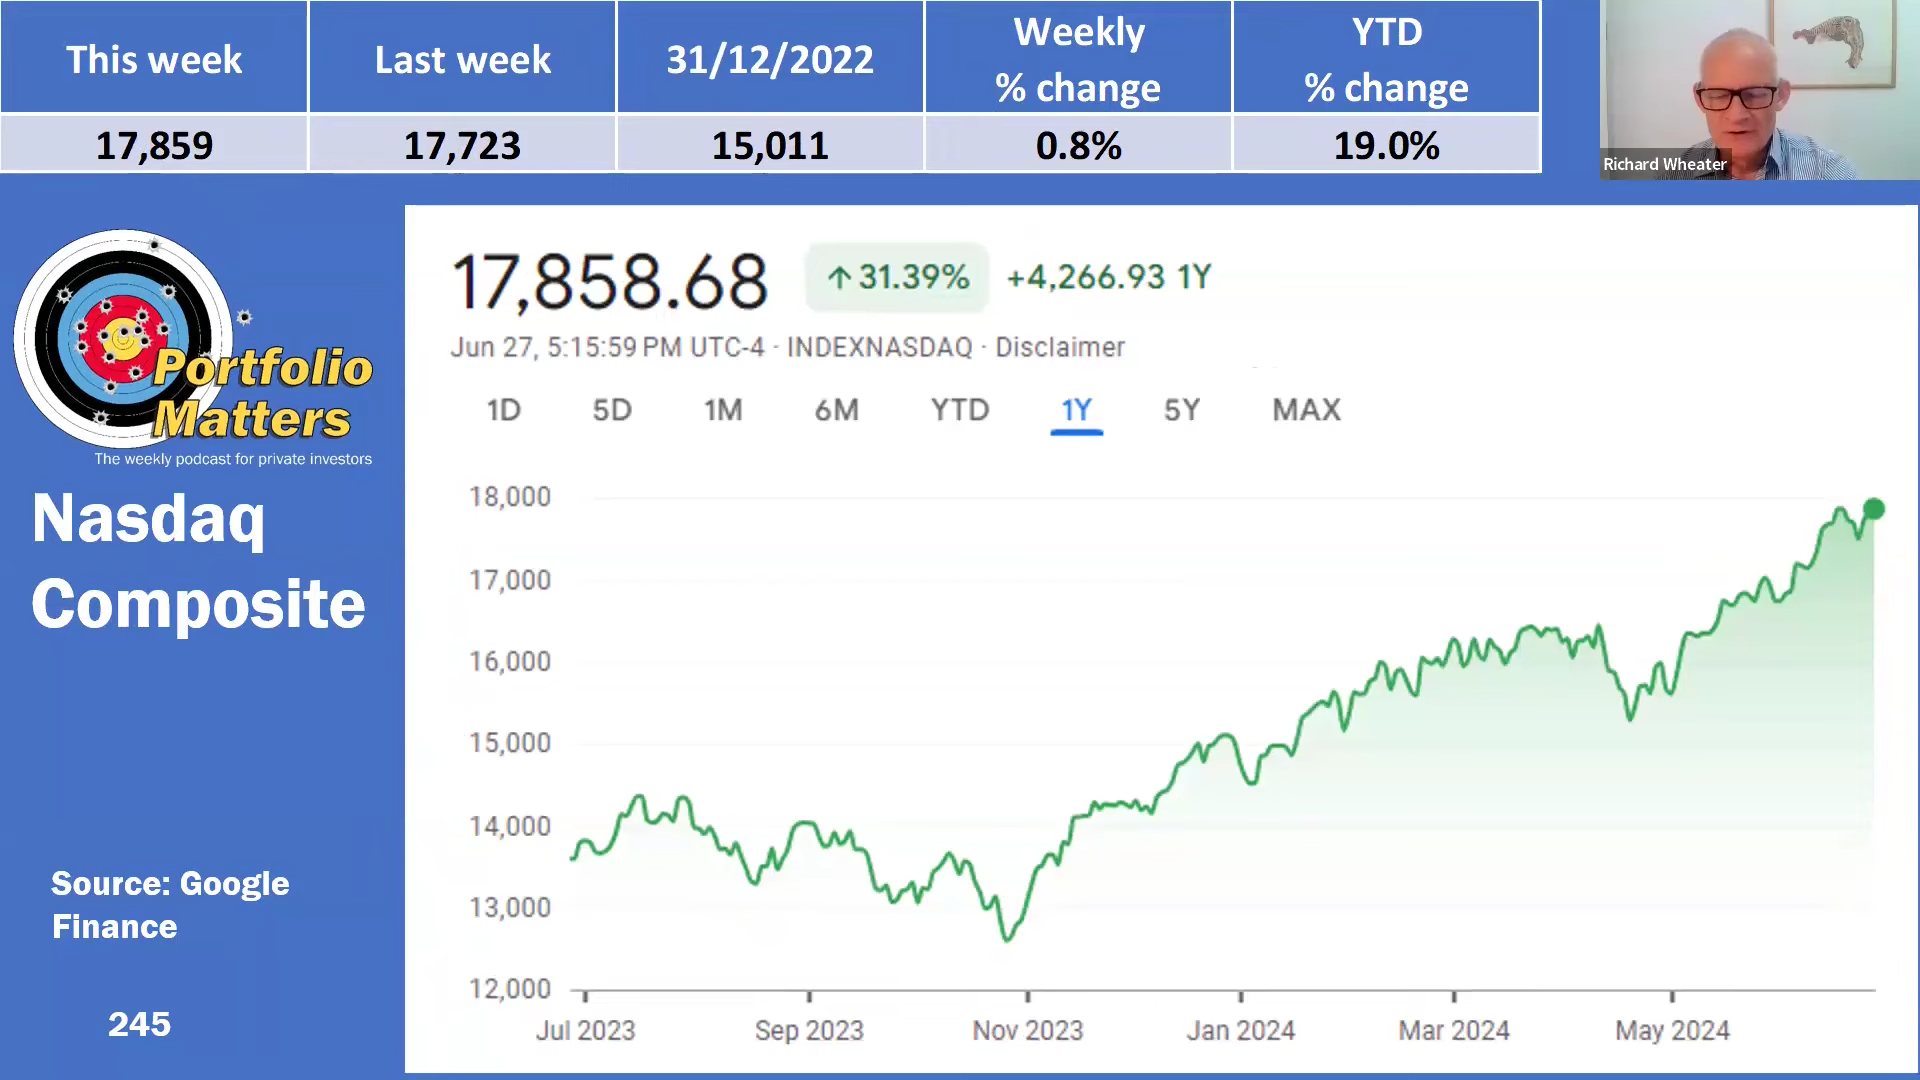 This week
Last week
31/12/2022
Weekly
% change
YTD
% change
17,859
17,723
15,011
0.8%
19.0%
Richard Wheater
Portfolio
Matters
The weekly podcast for private investors
Nasdaq
Composite
Source: Google
Finance
245
17,858.68
↑ 31.39%
+4,266.93 1Y
Jun 27, 5:15:59 PM UTC-4 · INDEXNASDAQ · Disclaimer
1D 5D 1M 6M YTD 1Y 5Y MAX
18,000
17,000
16,000
15,000
14,000
13,000
12,000
Jul 2023 Sep 2023 Nov 2023 Jan 2024 Mar 2024 May 2024